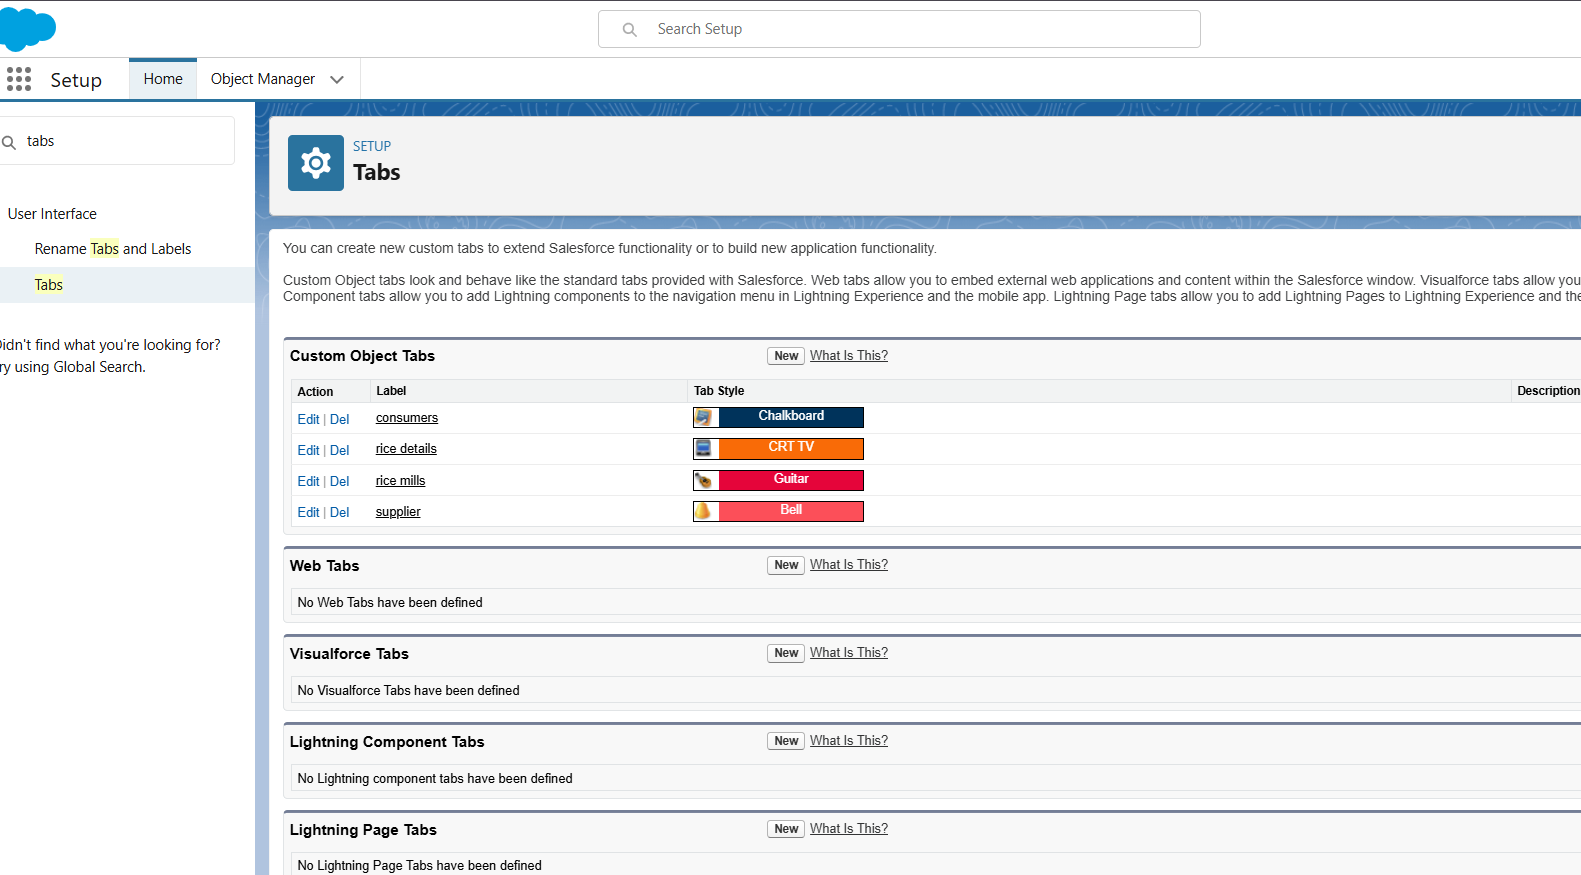 Search Setup
Setup
Home
Object Manager
tabs
User Interface
Rename Tabs and Labels
Tabs
idn't find what you're looking for?
ry using Global Search.
SETUP
Tabs
You can create new custom tabs to extend Salesforce functionality or to build new application functionality.
Custom Object tabs look and behave like the standard tabs provided with Salesforce. Web tabs allow you to embed external web applications and content within the Salesforce window. Visualforce tabs allow you
Component tabs allow you to add Lightning components to the navigation menu in Lightning Experience and the mobile app. Lightning Page tabs allow you to add Lightning Pages to Lightning Experience and the
Custom Object Tabs New What Is This?
Action Label Tab Style Description
Edit | Del consumers Chalkboard
Edit | Del rice details CRT TV
Edit | Del rice mills Guitar
Edit | Del supplier Bell
Web Tabs New What Is This?
No Web Tabs have been defined
Visualforce Tabs New What Is This?
No Visualforce Tabs have been defined
Lightning Component Tabs New What Is This?
No Lightning component tabs have been defined
Lightning Page Tabs New What Is This?
No Lightning Page Tabs have been defined